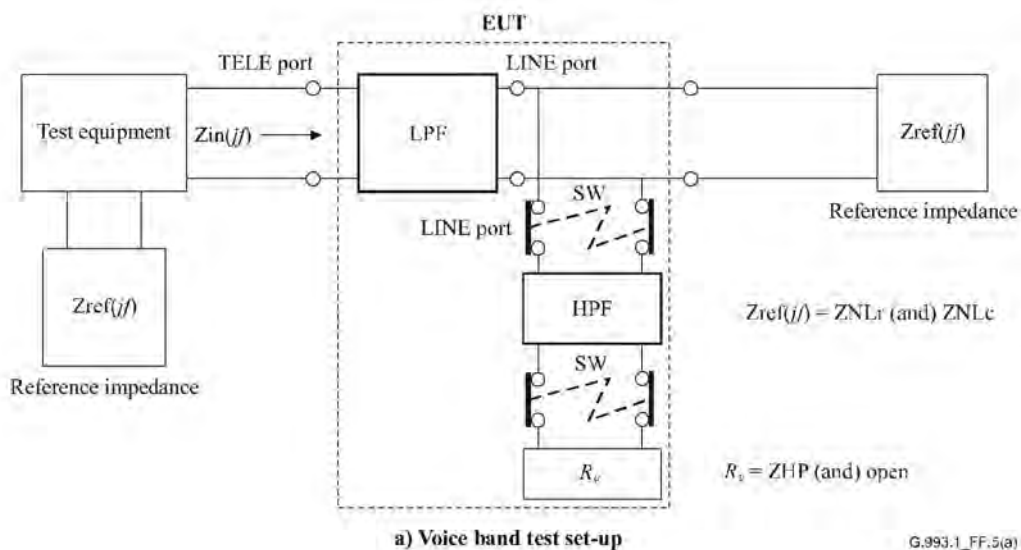 EUT
TELE port
LINE port
Test equipment
Zin(jf)
LPF
Zref(jf)
Reference impedance
SW
LINE port
Zref(jf)
HPF
Zref(jf) = ZNLr (and) ZNLc
Reference impedance
SW
Rv
Rv = ZHP (and) open
a) Voice band test set-up
G.993.1_FF.5(a)